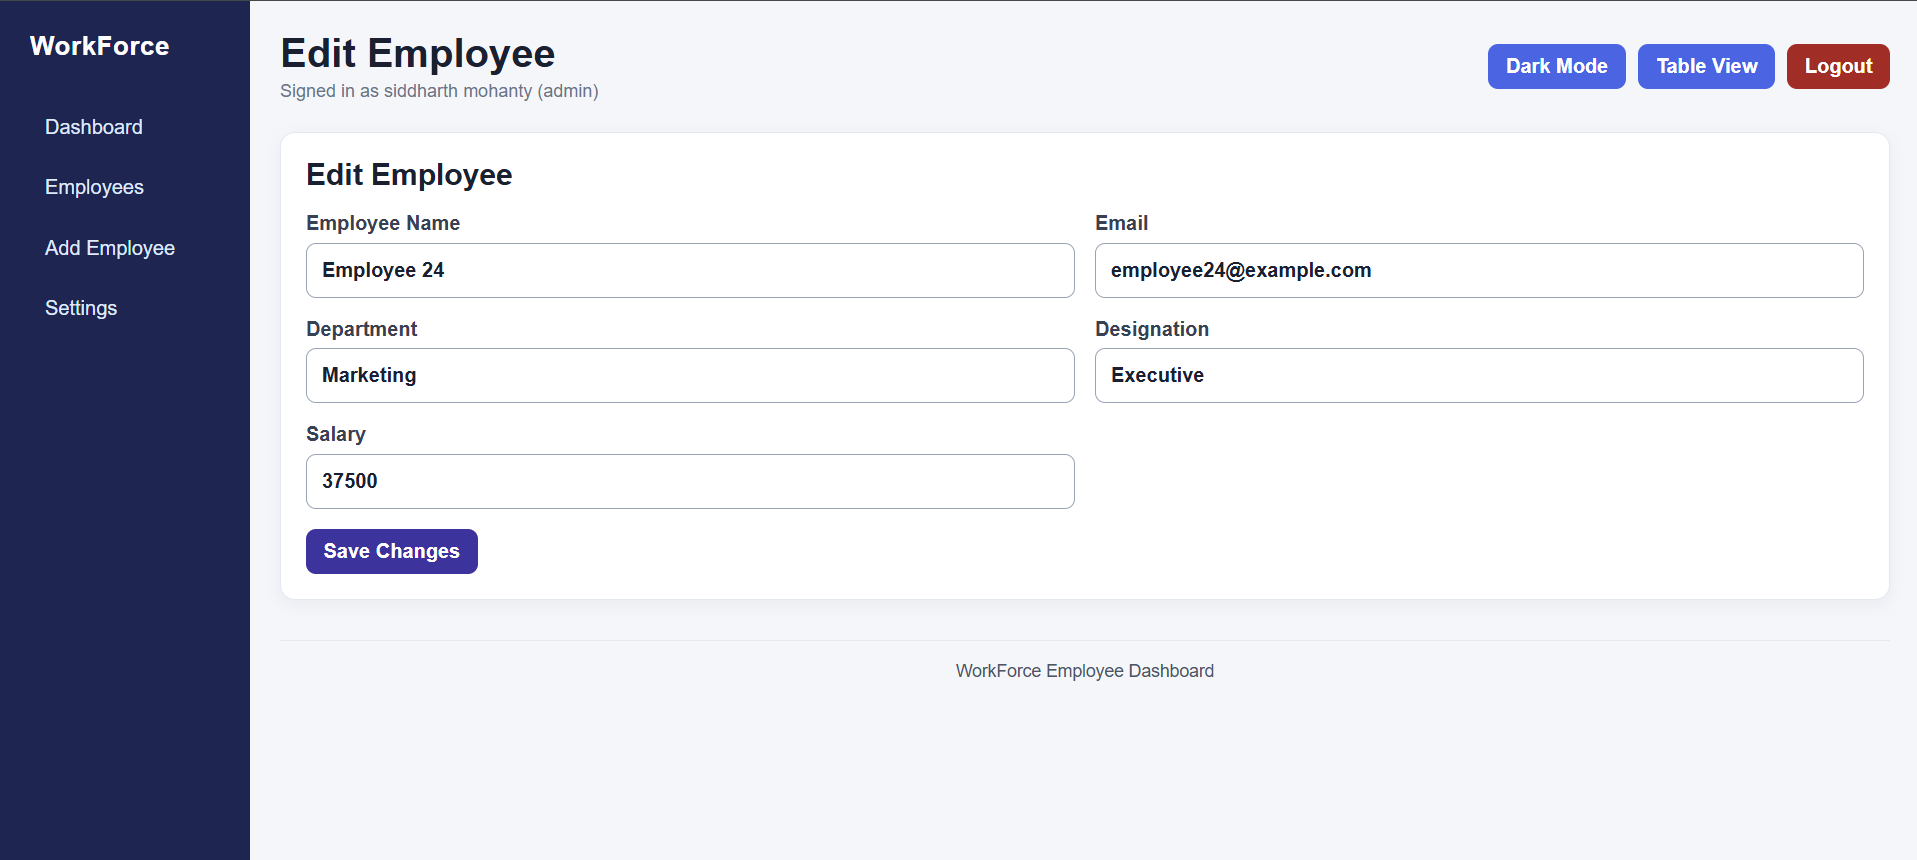 WorkForce
Dashboard
Employees
Add Employee
Settings
Edit Employee
Signed in as siddharth mohanty (admin)
Dark Mode
Table View
Logout
Edit Employee
Employee Name
Employee 24
Email
employee24@example.com
Department
Marketing
Designation
Executive
Salary
37500
Save Changes
WorkForce Employee Dashboard